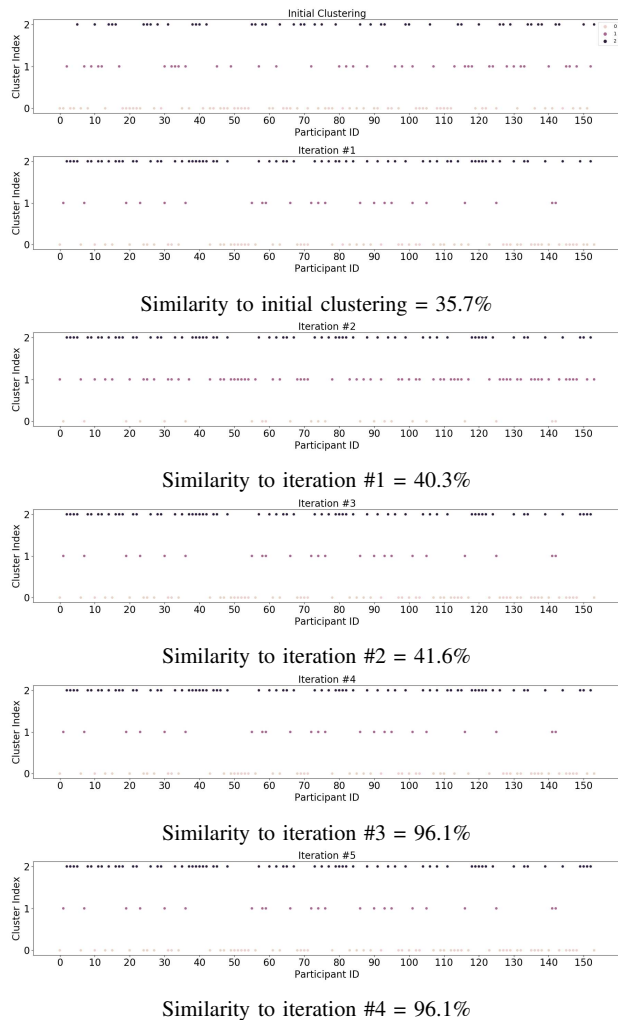 Initial Clustering
2
1
0
Cluster Index
0
1
2
0 10 20 30 40 50 60 70 80 90 100 110 120 130 140 150
Participant ID
Iteration #1
2
1
0
Cluster Index
0 10 20 30 40 50 60 70 80 90 100 110 120 130 140 150
Participant ID
Similarity to initial clustering = 35.7%
Iteration #2
2
1
0
Cluster Index
0 10 20 30 40 50 60 70 80 90 100 110 120 130 140 150
Participant ID
Similarity to iteration #1 = 40.3%
Iteration #3
2
1
0
Cluster Index
0 10 20 30 40 50 60 70 80 90 100 110 120 130 140 150
Participant ID
Similarity to iteration #2 = 41.6%
Iteration #4
2
1
0
Cluster Index
0 10 20 30 40 50 60 70 80 90 100 110 120 130 140 150
Participant ID
Similarity to iteration #3 = 96.1%
Iteration #5
2
1
0
Cluster Index
0 10 20 30 40 50 60 70 80 90 100 110 120 130 140 150
Participant ID
Similarity to iteration #4 = 96.1%